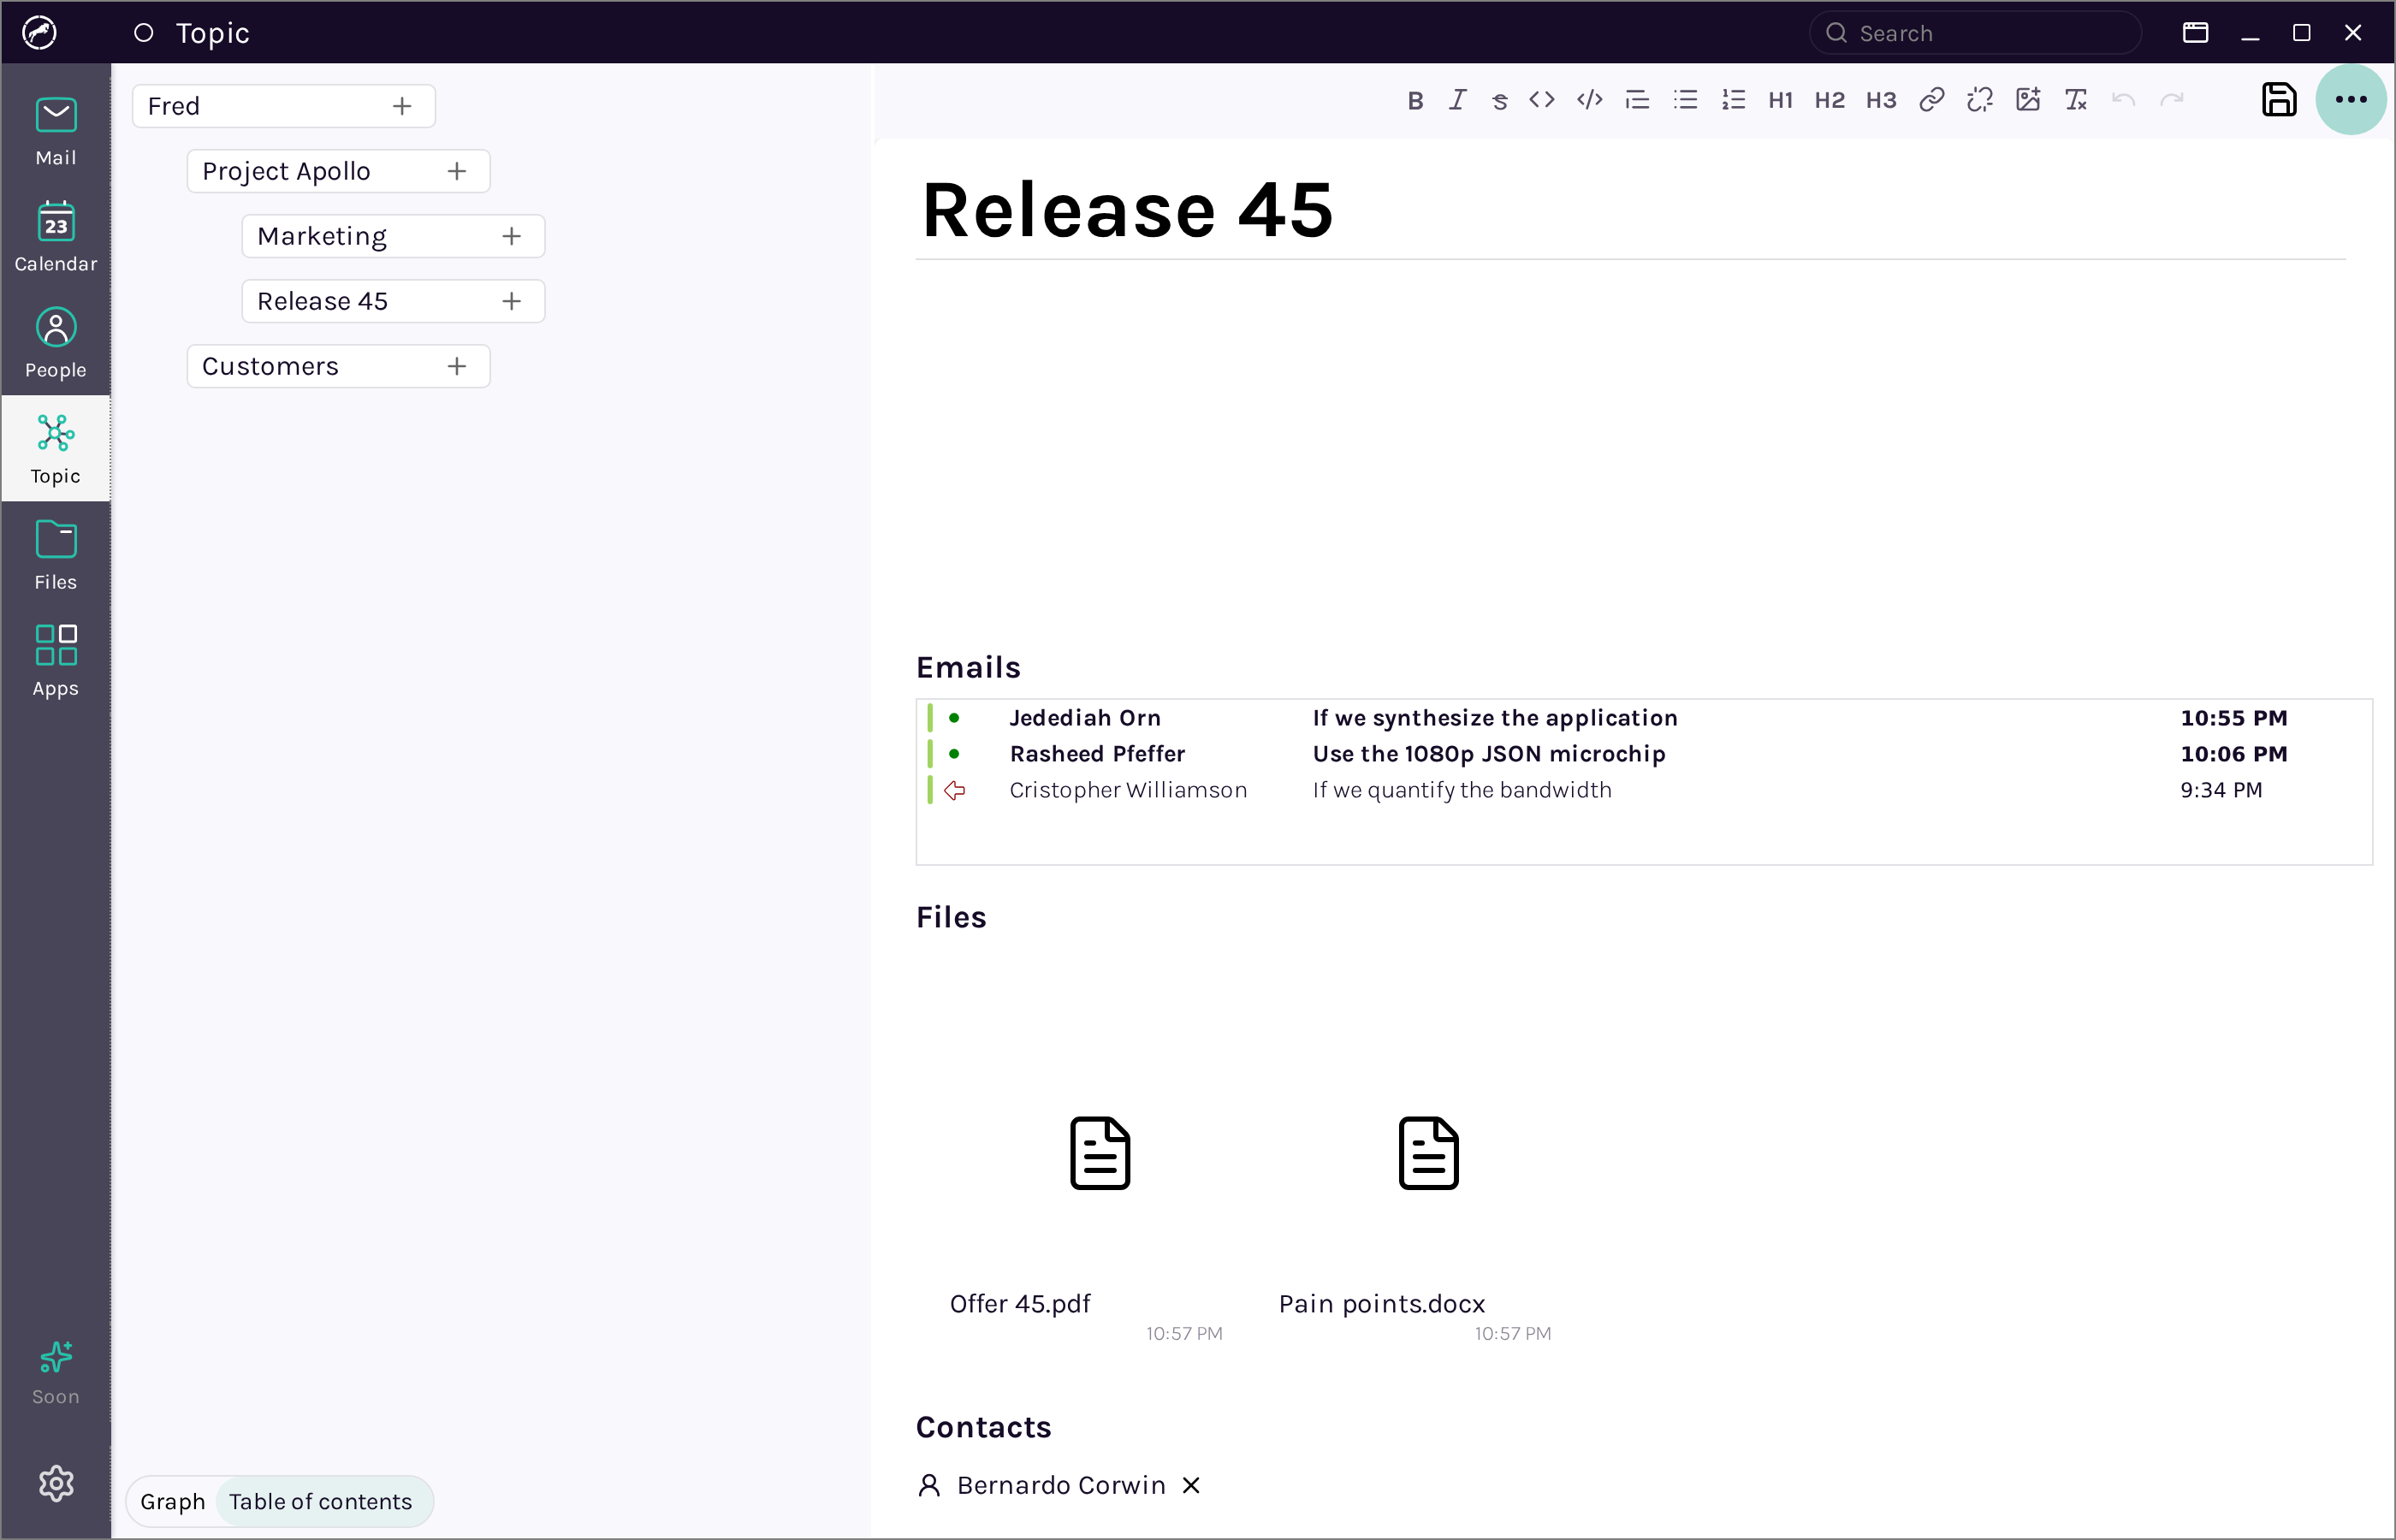 Topic
Search
Mail
23
Calendar
People
Topic
Files
Apps
Soon
Fred
Project Apollo
Marketing
Release 45
Customers
Graph Table of contents
B I S H1 H2 H3
Release 45
Emails
Jedediah Orn If we synthesize the application 10:55 PM
Rasheed Pfeffer Use the 1080p JSON microchip 10:06 PM
Cristopher Williamson If we quantify the bandwidth 9:34 PM
Files
Offer 45.pdf Pain points.docx
10:57 PM 10:57 PM
Contacts
Bernardo Corwin